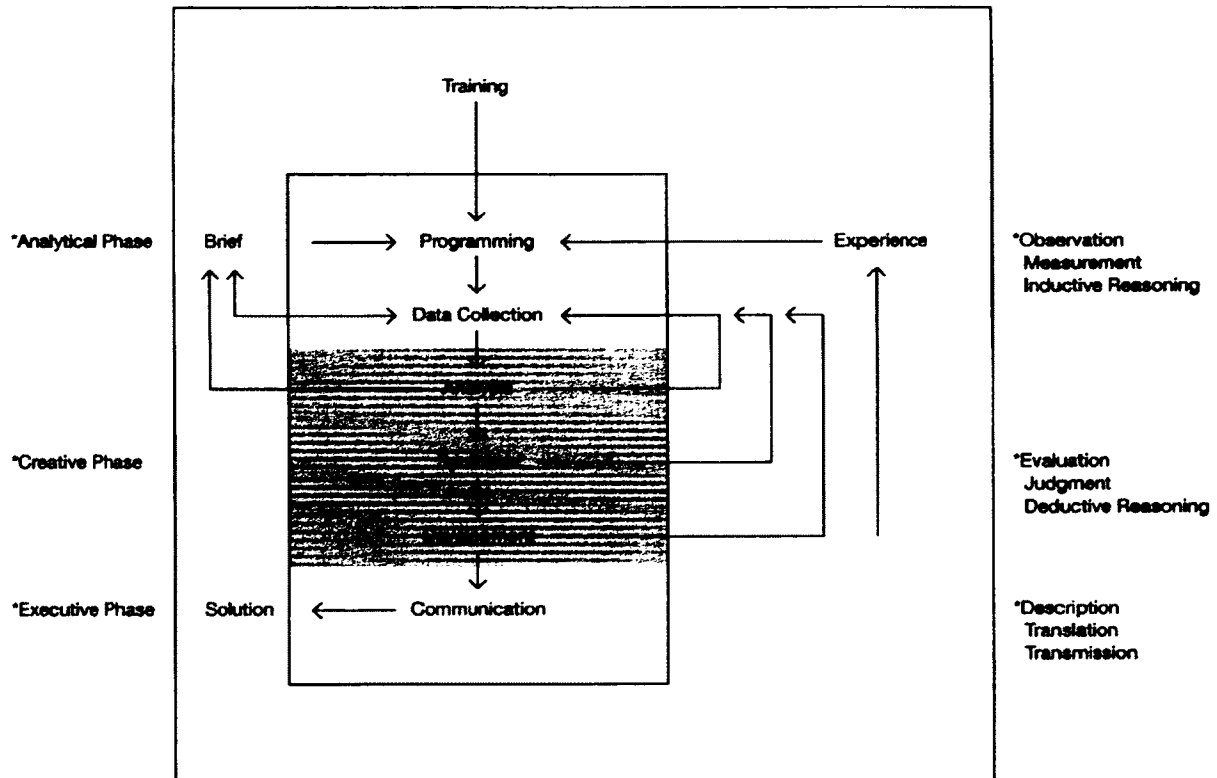 Training
*Analytical Phase
Brief
Programming
Experience
*Observation
Measurement
Inductive Reasoning
Data Collection
Analysis
*Creative Phase
*Evaluation
Judgment
Deductive Reasoning
*Executive Phase
Solution
Communication
*Description
Translation
Transmission